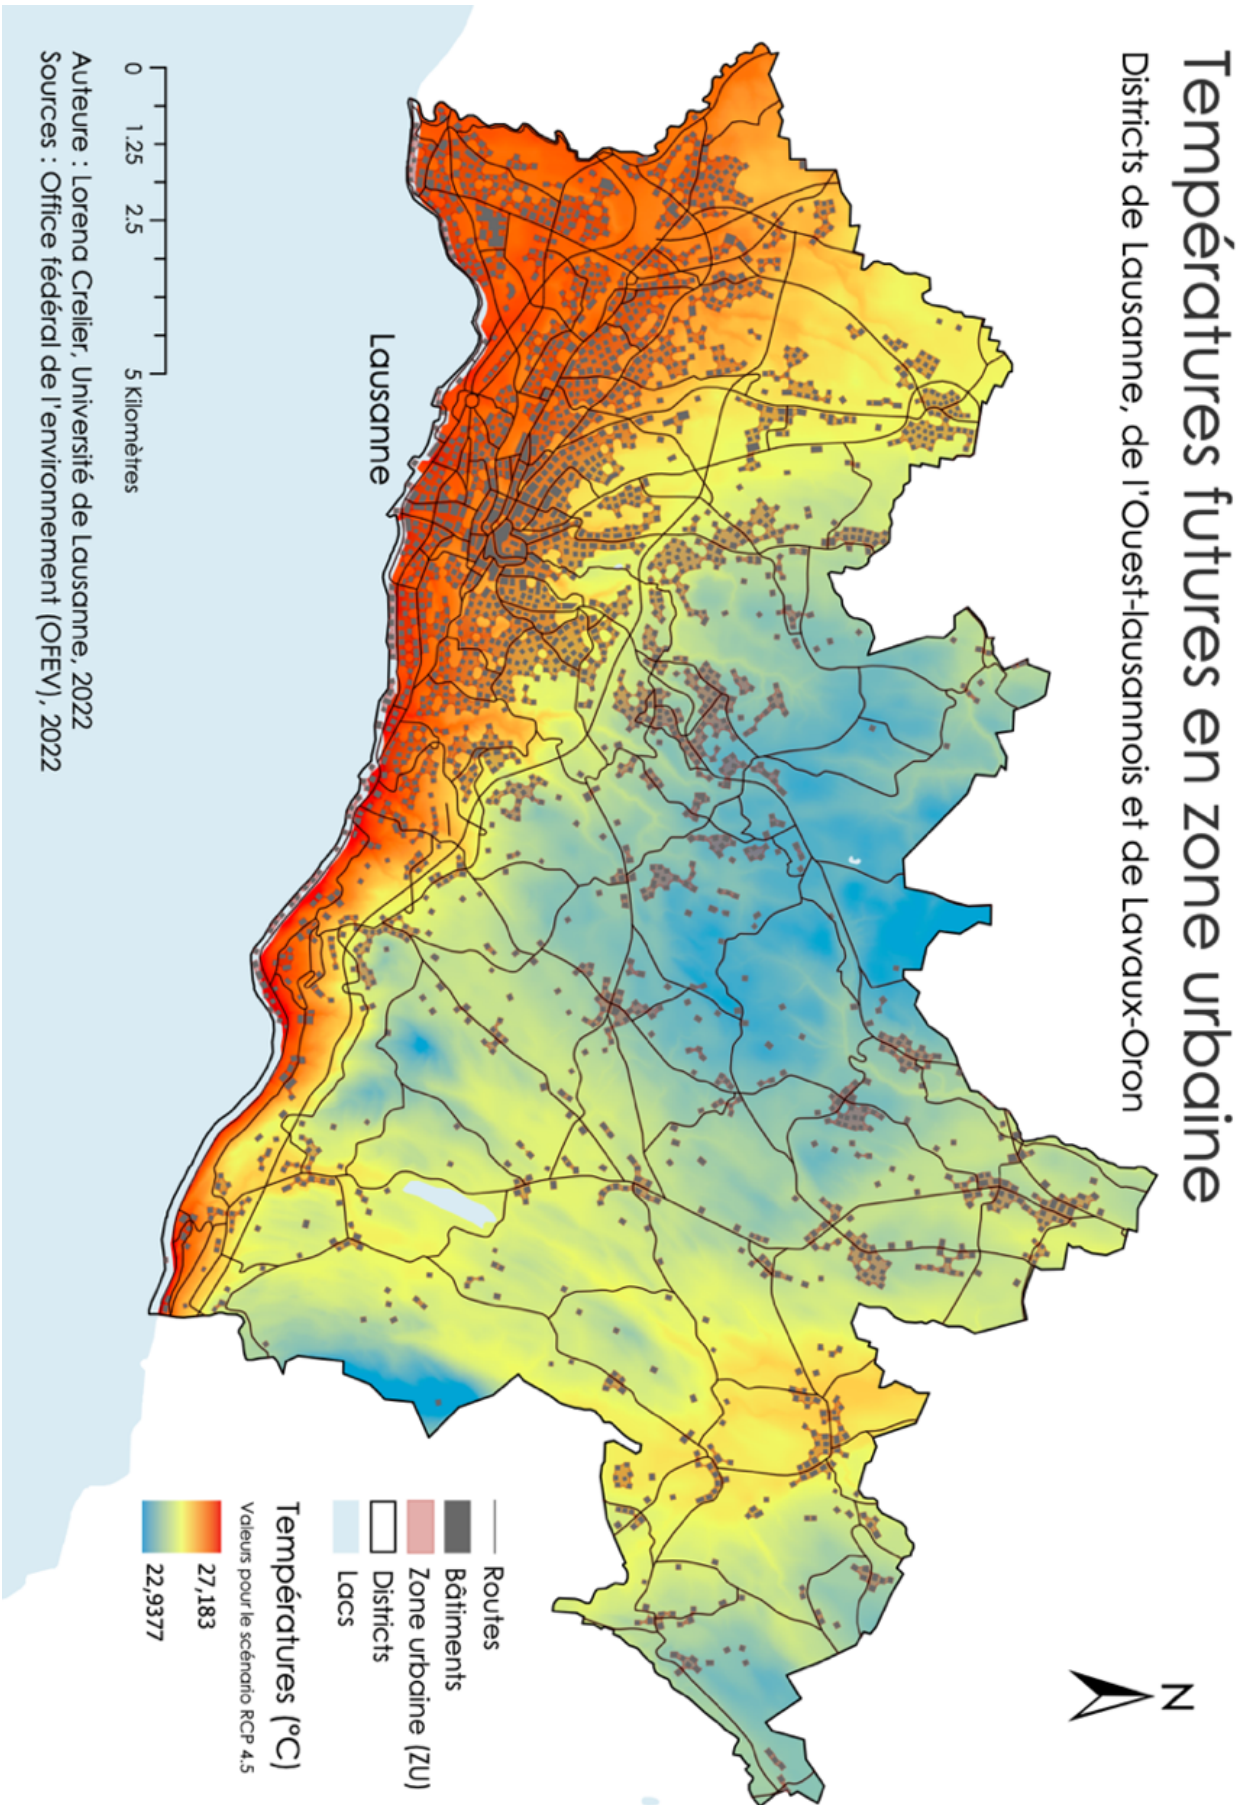 Températures futures en zone urbaine
Districts de Lausanne, de l'Ouest-lausannois et de Lavaux-Oron
N
Lausanne
0 1.25 2.5 5 Kilomètres
Auteure : Lorena Crelier, Université de Lausanne, 2022
Sources : Office fédéral de l'environnement (OFEV), 2022
Routes
Bâtiments
Zone urbaine (ZU)
Districts
Lacs
Températures (°C)
Valeurs pour le scénario RCP 4.5
27,183
22,9377